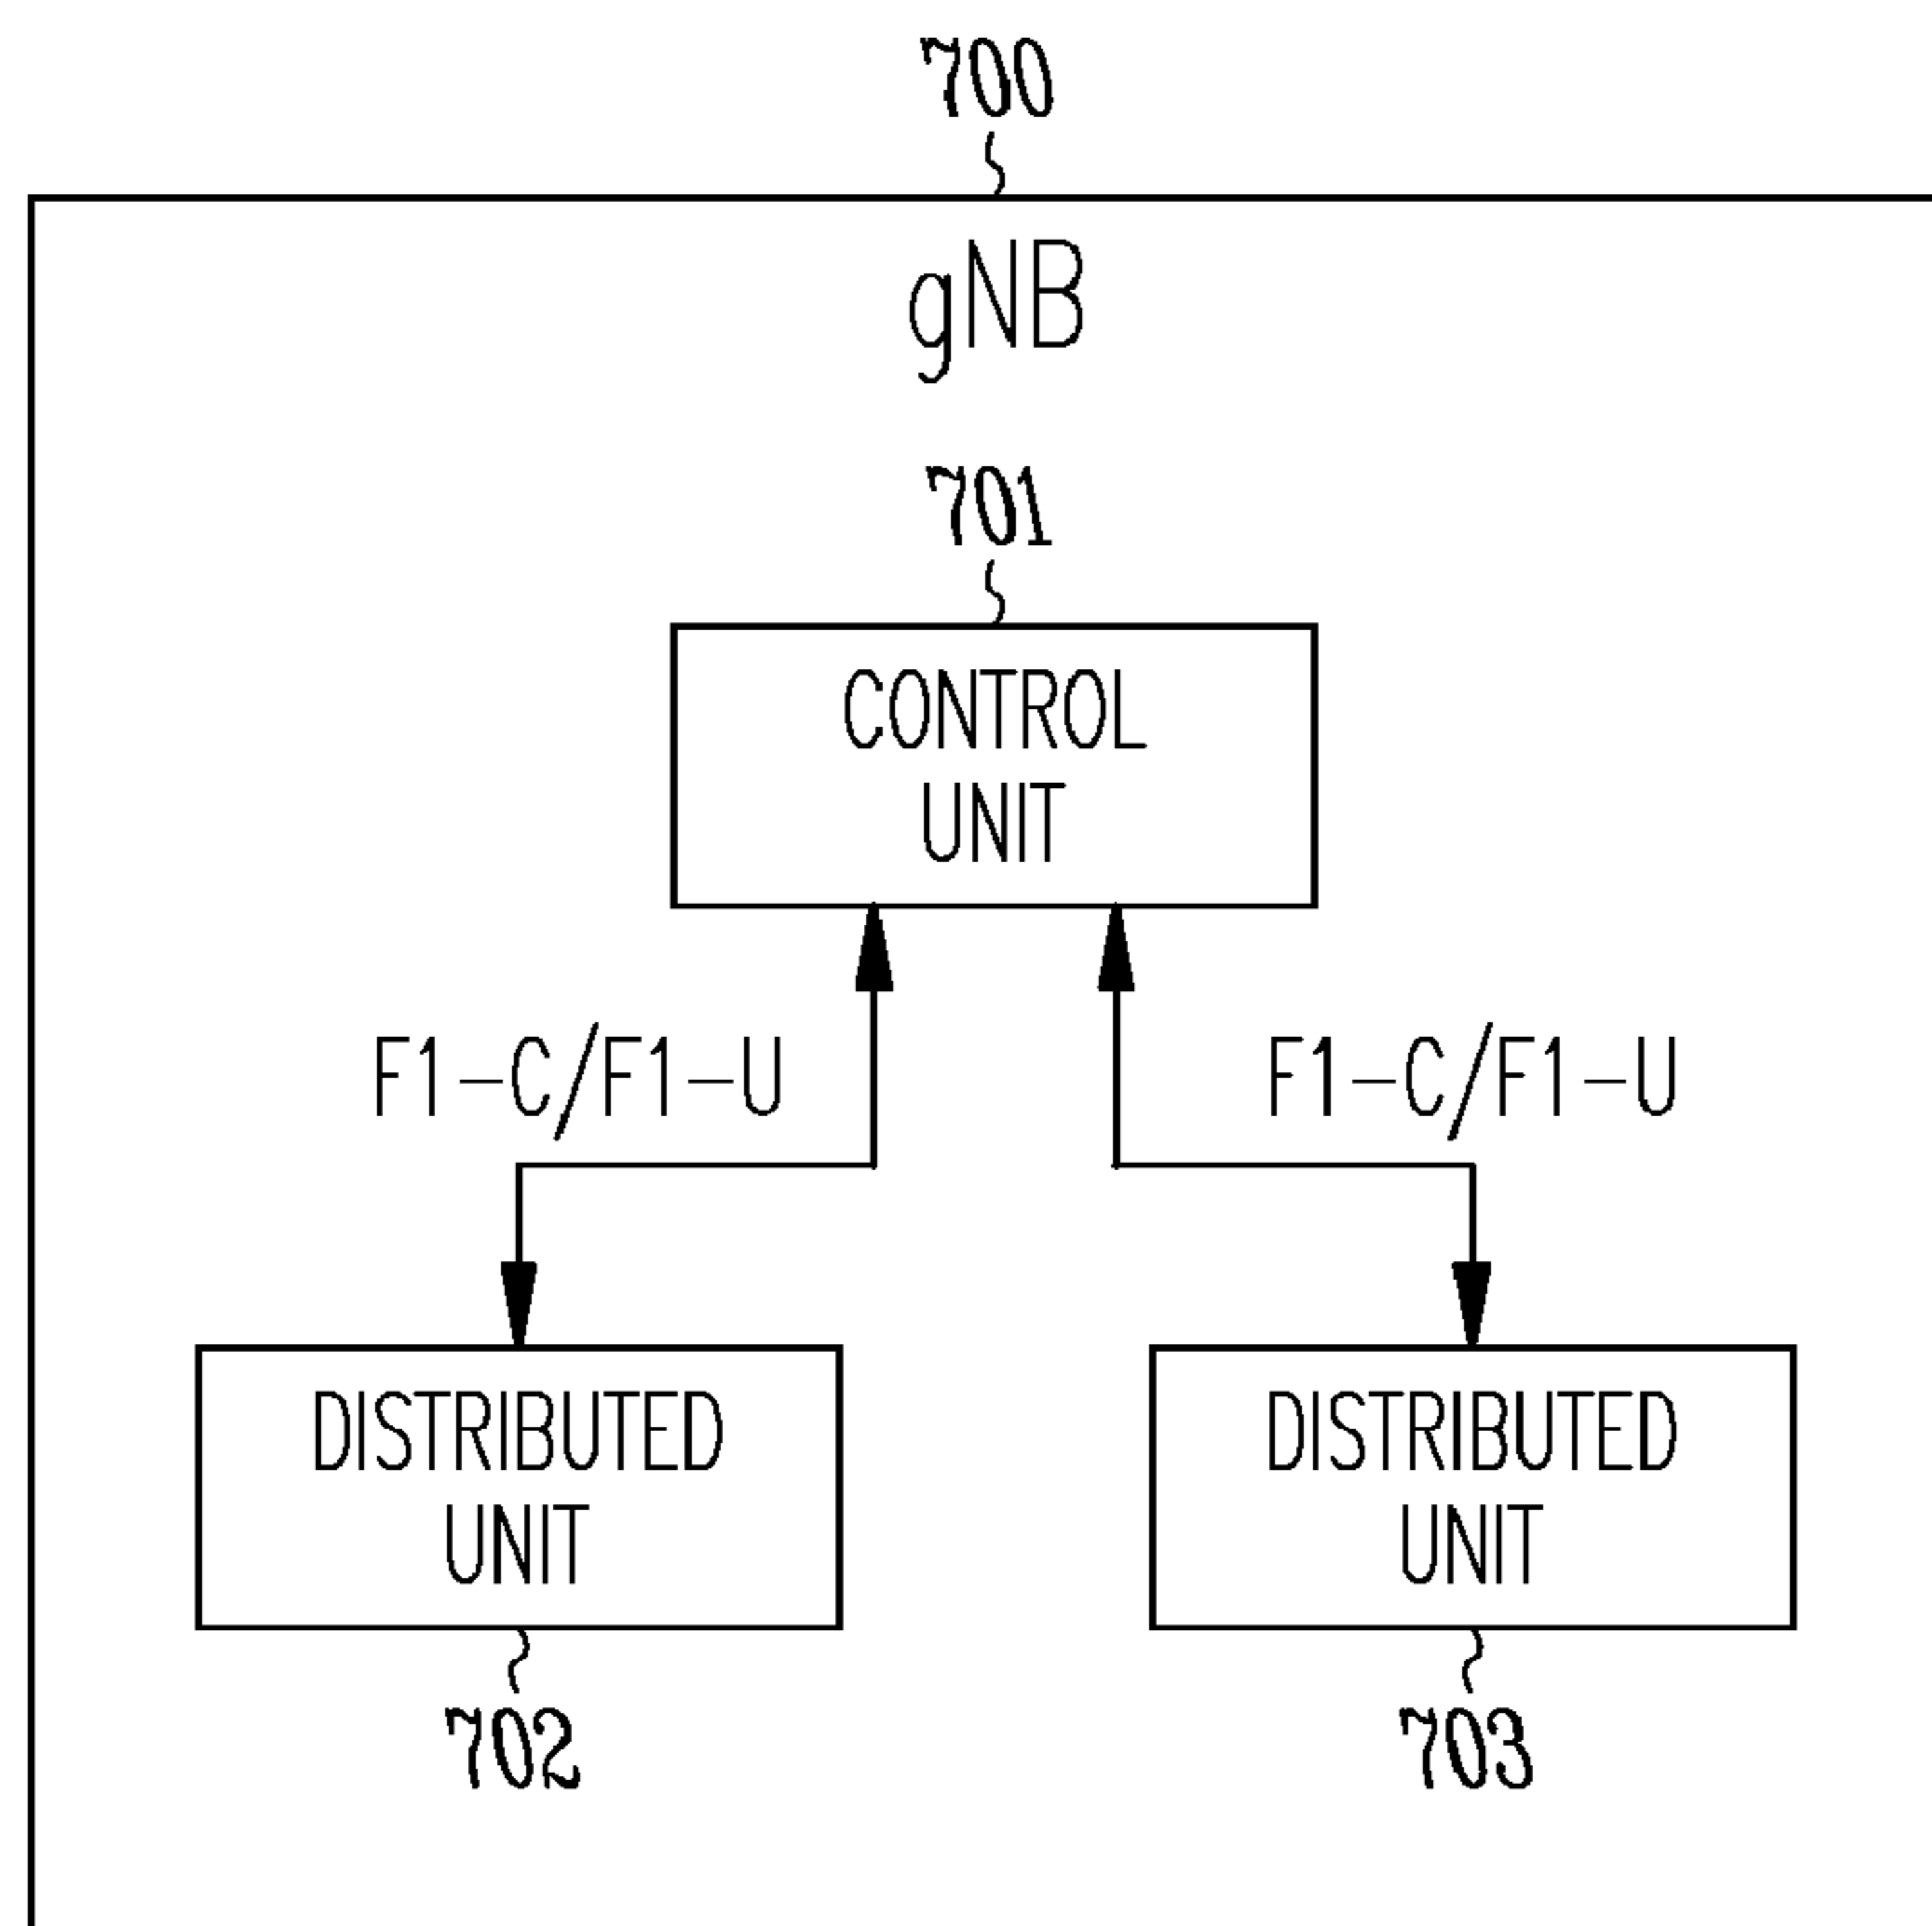 700
gNB
701
CONTROL
UNIT
F1-C/F1-U
F1-C/F1-U
DISTRIBUTED
UNIT
DISTRIBUTED
UNIT
702
703